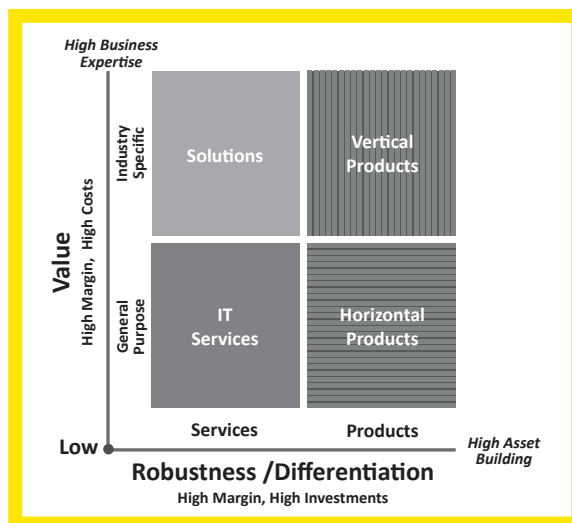 High Business
Expertise
Value
High Margin,  High Costs
Industry
Specific
General
Purpose
Solutions
Vertical
Products
IT
Services
Horizontal
Products
Services
Products
Low
High Asset
Building
Robustness /Differentiation
High Margin, High Investments